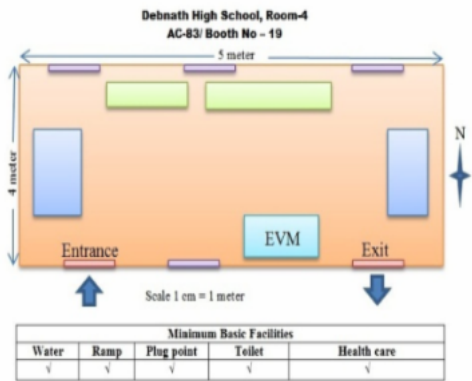 Debnath High School, Room-4
AC-83/ Booth No – 19
5 meter
4 meter
N
EVM
Entrance
Exit
Scale 1 cm = 1 meter
Minimum Basic Facilities
Water Ramp Plug point Toilet Health care
√ √ √ √ √